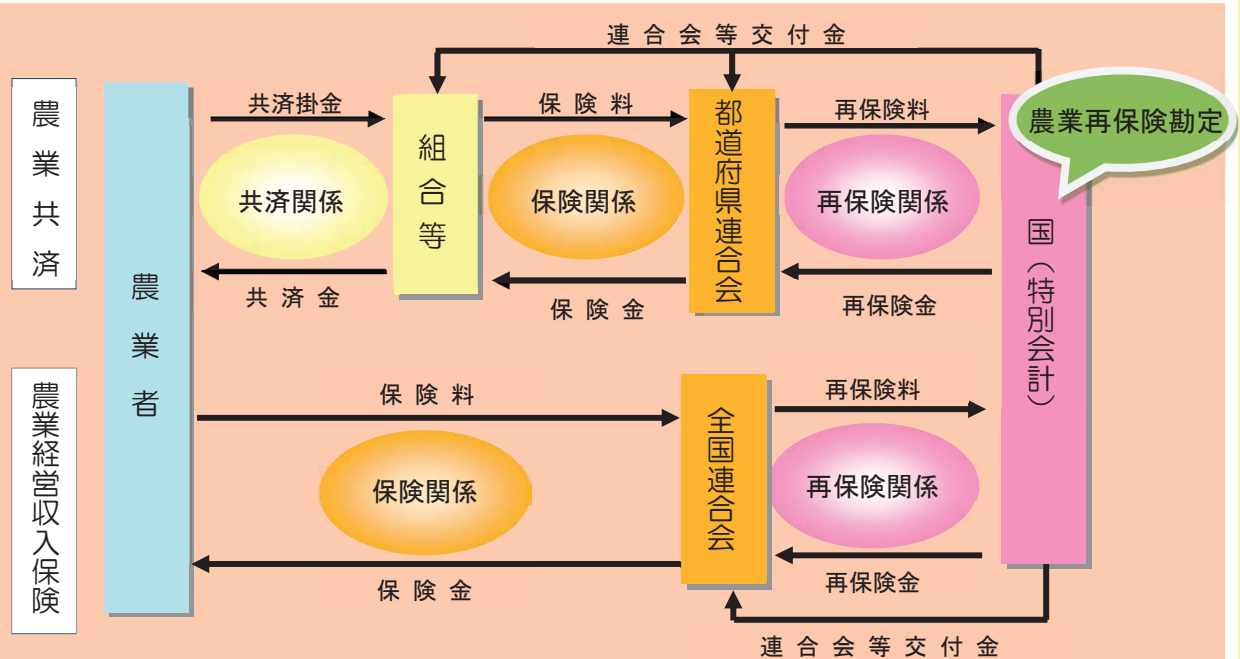 連合会等交付金
農業共済
農業者
共済掛金
共済関係
共済金
組合等
保険料
保険関係
保険金
都道府県連合会
再保険料
再保険関係
再保険金
農業再保険勘定
国（特別会計）
農業経営収入保険
保険料
保険関係
保険金
全国連合会
再保険料
再保険関係
再保険金
連合会等交付金